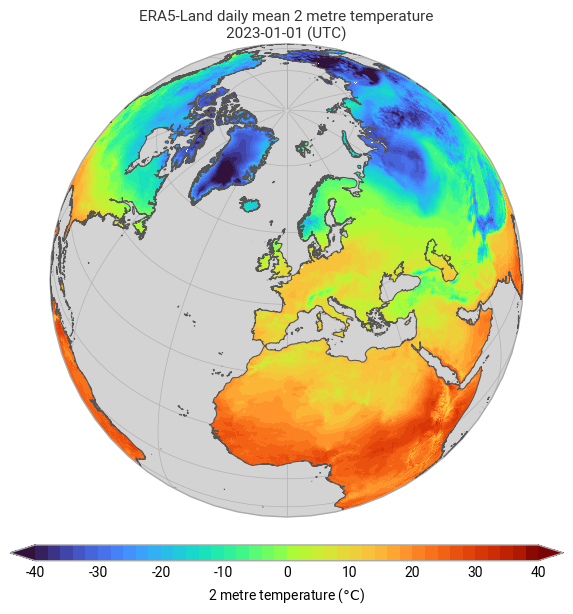 ERA5-Land daily mean 2 metre temperature
2023-01-01 (UTC)
-40 -30 -20 -10 0 10 20 30 40
2 metre temperature (°C)